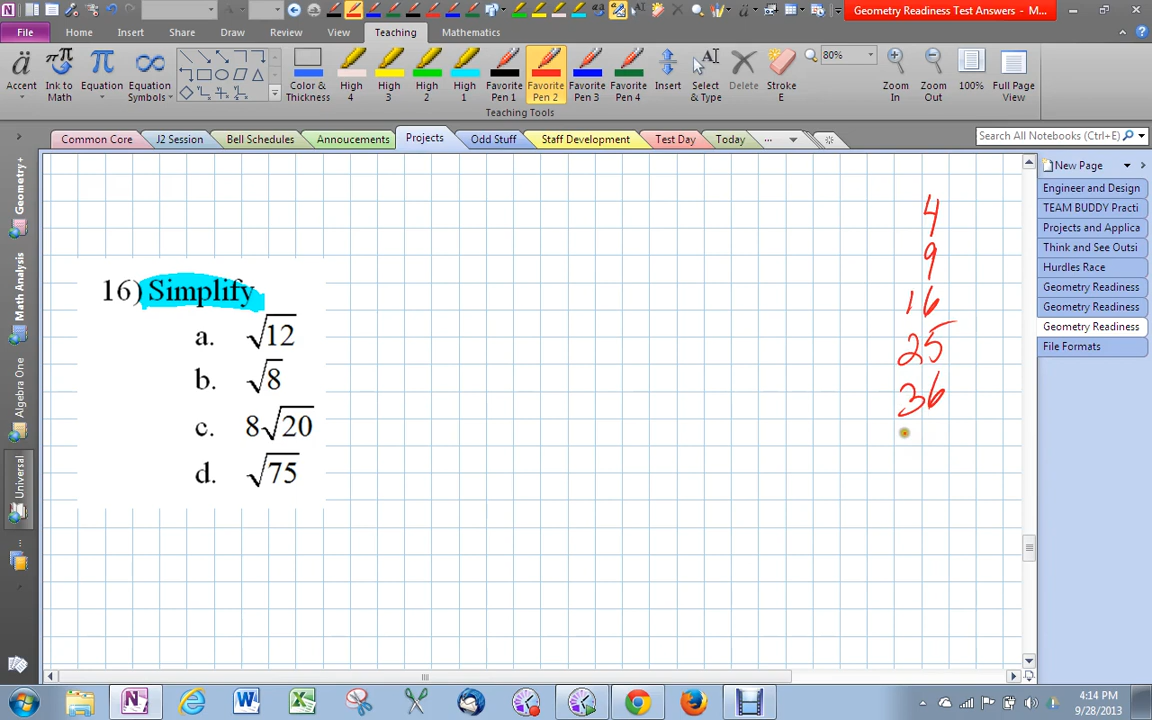 Geometry Readiness Test Answers - M...
File
Home
Insert
Share
Draw
Review
View
Teaching
Mathematics
ä
Accent
Ink to Math
π
Equation
∞
Equation Symbols
Color & Thickness
High 4
High 3
High 2
High 1
Favorite Pen 1
Favorite Pen 2
Favorite Pen 3
Favorite Pen 4
Insert
Select & Type
Delete
Stroke E
80%
Zoom In
Zoom Out
100%
Full Page View
Teaching Tools
Common Core
J2 Session
Bell Schedules
Annoucements
Projects
Odd Stuff
Staff Development
Test Day
Today
...
Search All Notebooks (Ctrl+E)
Geometry+
Math Analysis
Algebra One
Universal
16) Simplify
a. √12
b. √8
c. 8√20
d. √75
4
9
16
25
36
New Page
Engineer and Design
TEAM BUDDY Practi
Projects and Applica
Think and See Outsi
Hurdles Race
Geometry Readiness
Geometry Readiness
Geometry Readiness
File Formats
4:14 PM
9/28/2013